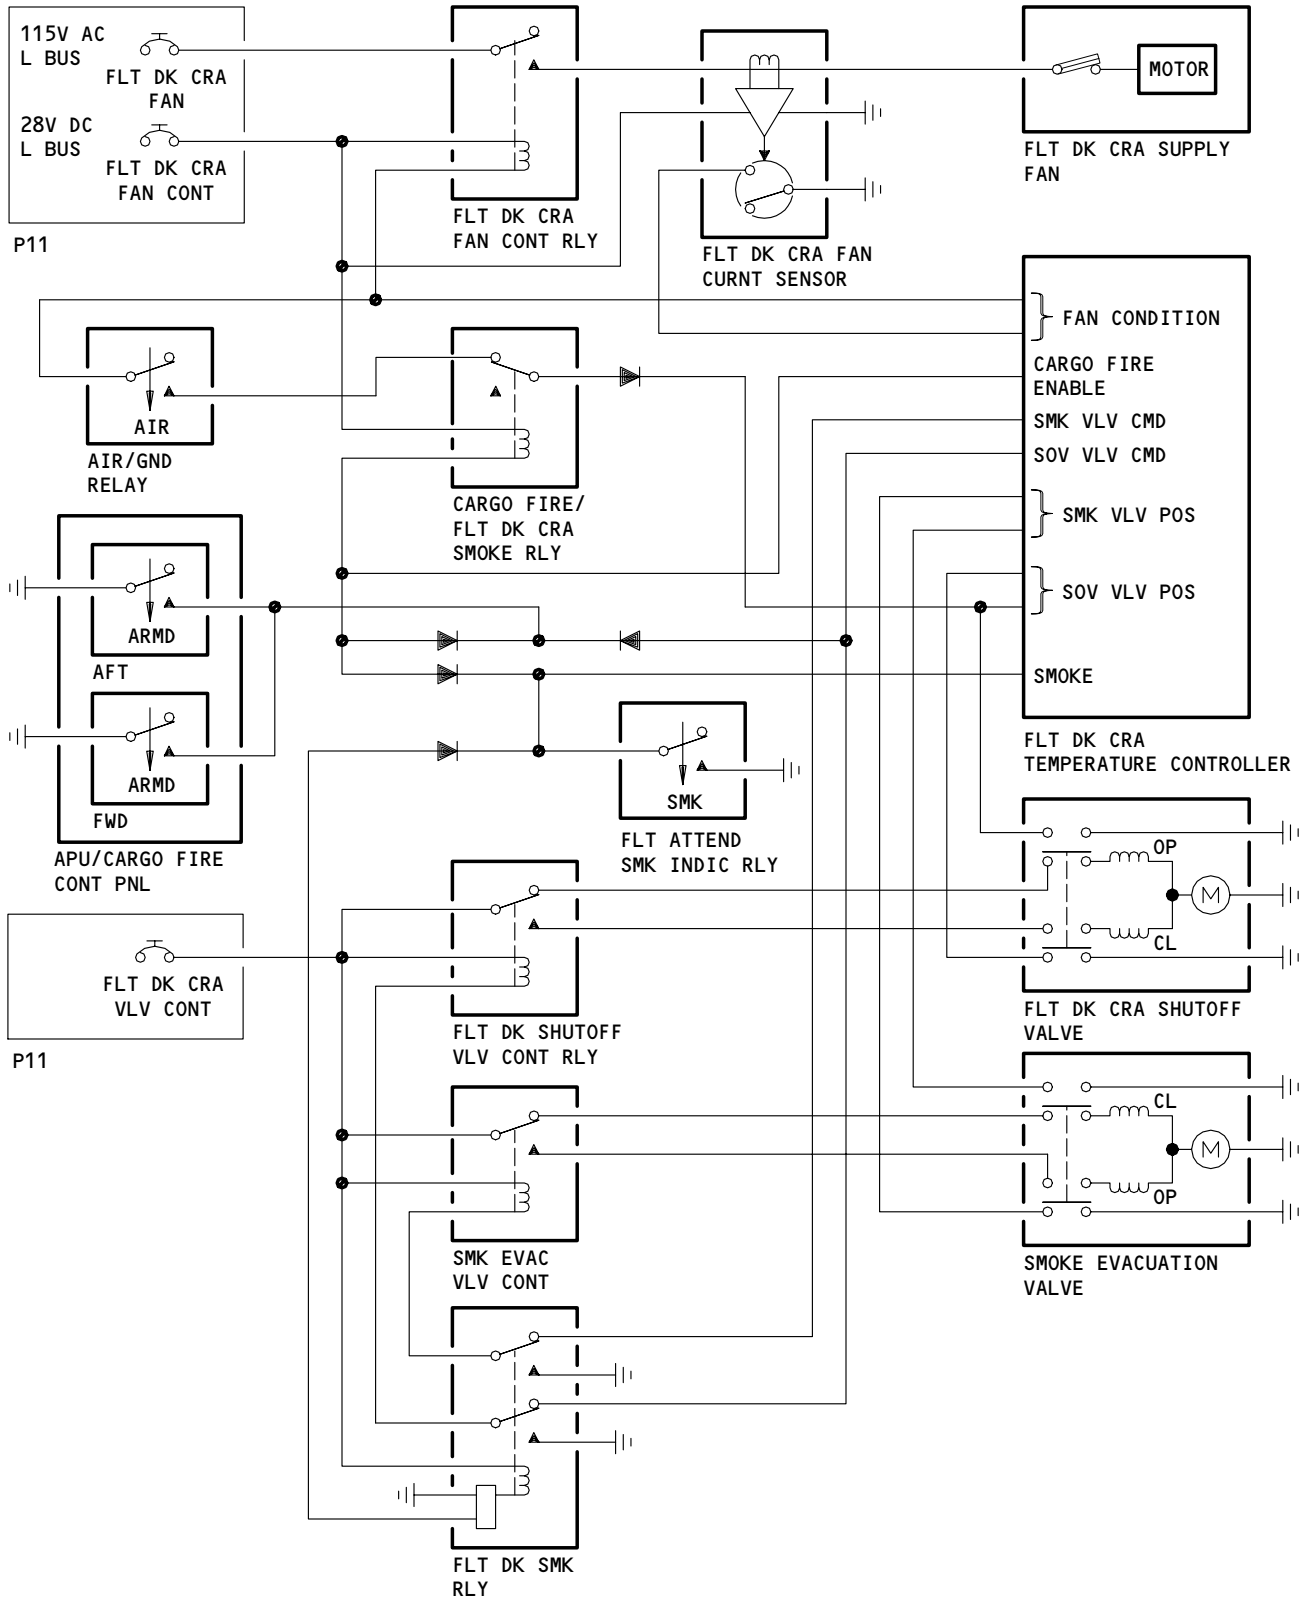 115V AC
L BUS
FLT DK CRA
FAN
28V DC
L BUS
FLT DK CRA
FAN CONT
P11
FLT DK CRA
FAN CONT RLY
FLT DK CRA FAN
CURNT SENSOR
MOTOR
FLT DK CRA SUPPLY
FAN
AIR
AIR/GND
RELAY
CARGO FIRE/
FLT DK CRA
SMOKE RLY
FAN CONDITION
CARGO FIRE
ENABLE
SMK VLV CMD
SOV VLV CMD
SMK VLV POS
SOV VLV POS
SMOKE
FLT DK CRA
TEMPERATURE CONTROLLER
ARMD
AFT
ARMD
FWD
APU/CARGO FIRE
CONT PNL
SMK
FLT ATTEND
SMK INDIC RLY
FLT DK CRA
VLV CONT
P11
FLT DK SHUTOFF
VLV CONT RLY
OP
M
CL
FLT DK CRA SHUTOFF
VALVE
SMK EVAC
VLV CONT
CL
M
OP
SMOKE EVACUATION
VALVE
FLT DK SMK
RLY